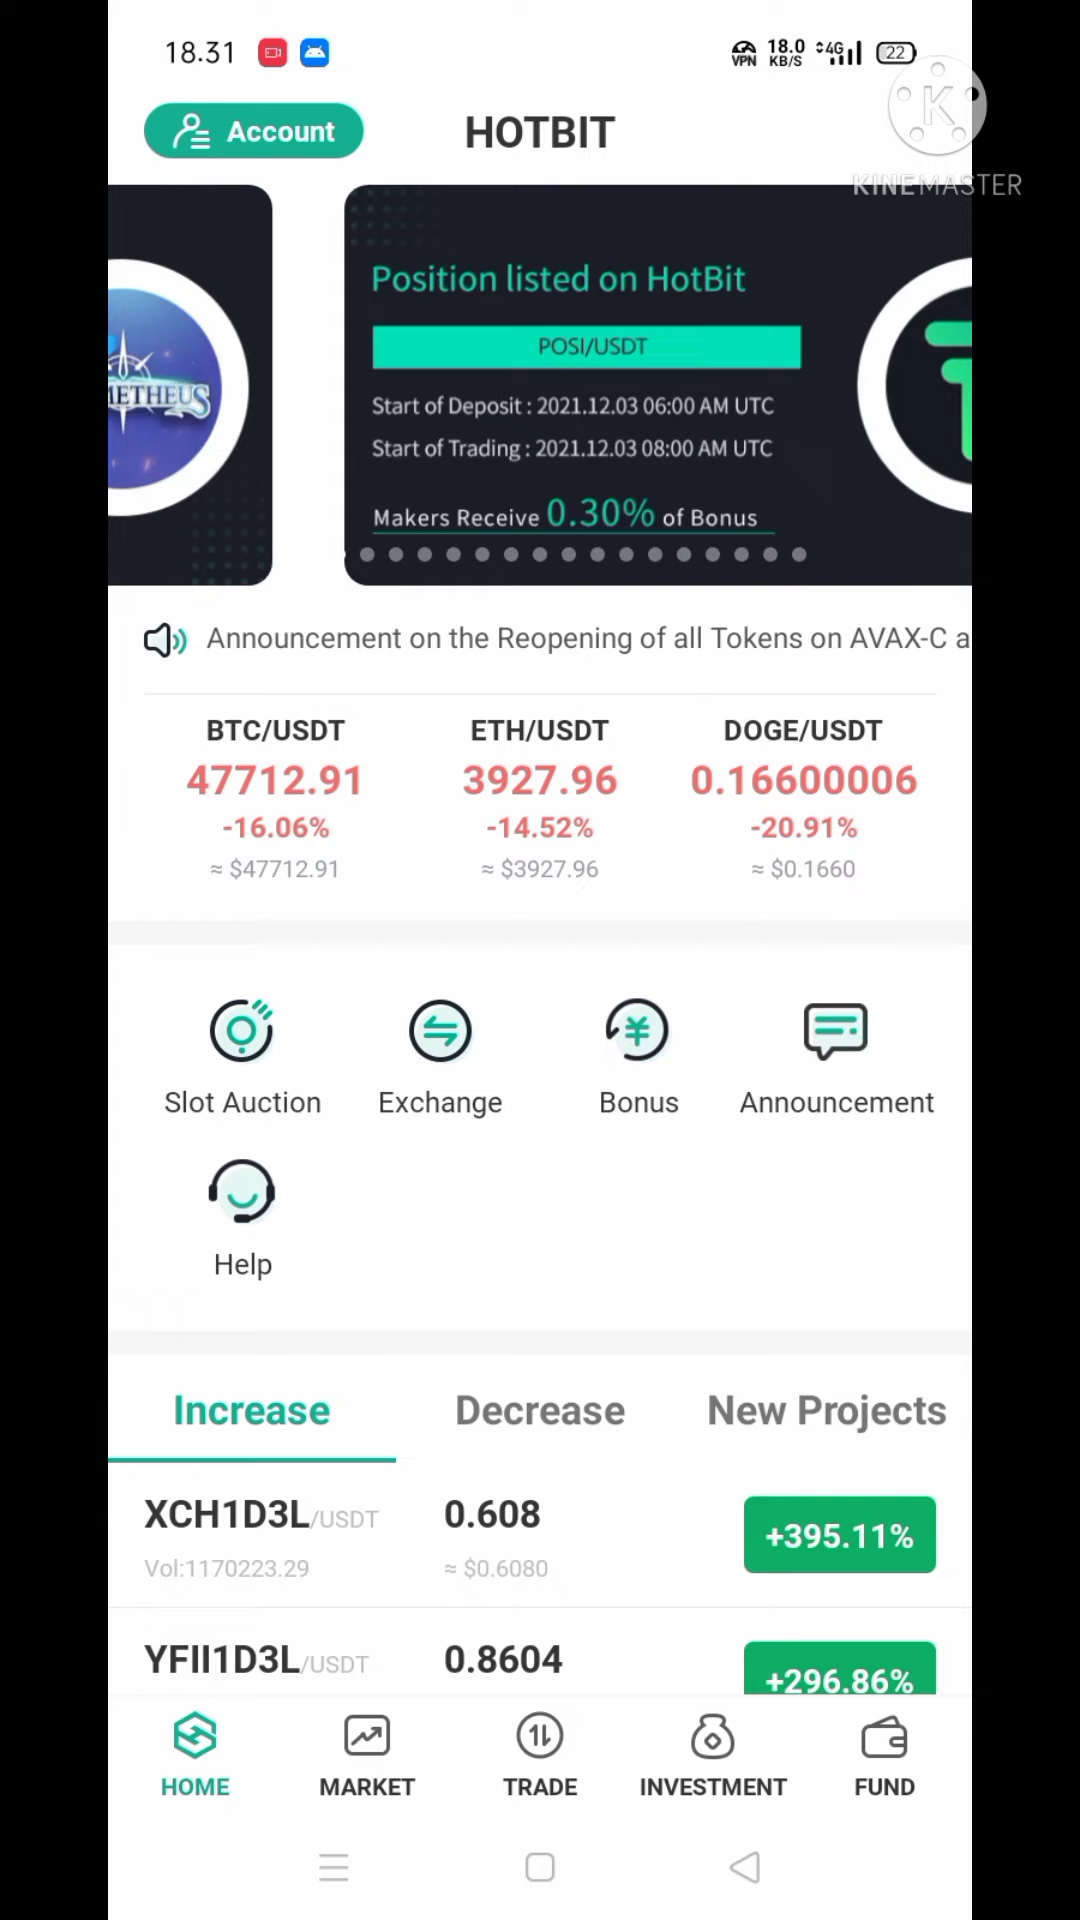 18.31
VPN 18.0 KB/S 4G 22
Account
HOTBIT
K
KINEMASTER
METHEUS
Position listed on HotBit
POSI/USDT
Start of Deposit : 2021.12.03 06:00 AM UTC
Start of Trading : 2021.12.03 08:00 AM UTC
Makers Receive 0.30% of Bonus
Announcement on the Reopening of all Tokens on AVAX-C a
BTC/USDT ETH/USDT DOGE/USDT
47712.91 3927.96 0.16600006
-16.06% -14.52% -20.91%
≈ $47712.91 ≈ $3927.96 ≈ $0.1660
Slot Auction Exchange Bonus Announcement
Help
Increase Decrease New Projects
XCH1D3L/USDT 0.608 +395.11%
Vol:1170223.29 ≈ $0.6080
YFII1D3L/USDT 0.8604 +296.86%
HOME MARKET TRADE INVESTMENT FUND